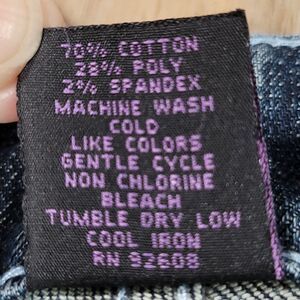 70% COTTON
28% POLY
2% SPANDEX
MACHINE WASH
COLD
LIKE COLORS
GENTLE CYCLE
NON CHLORINE
BLEACH
TUMBLE DRY LOW
COOL IRON
RN 92608